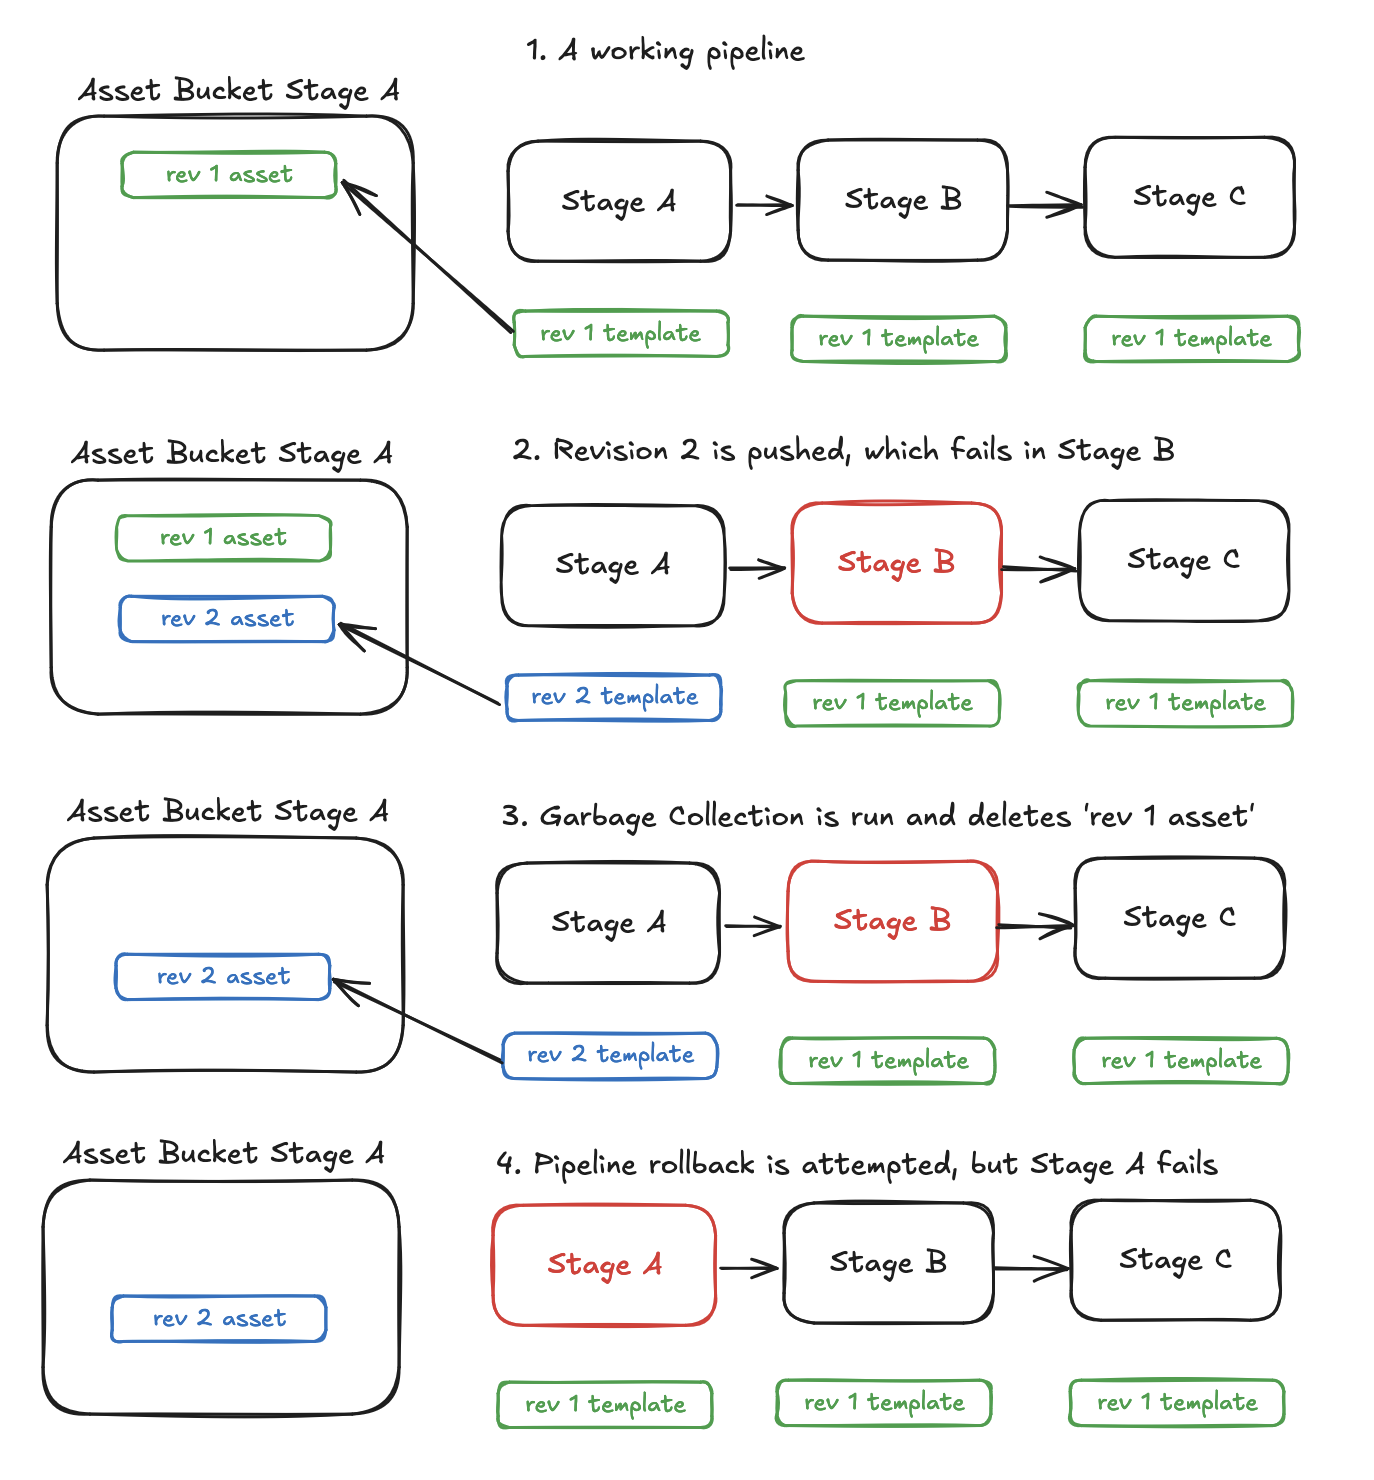 1. A working pipeline
Asset Bucket Stage A
rev 1 asset
Stage A
Stage B
Stage C
rev 1 template
rev 1 template
rev 1 template
2. Revision 2 is pushed, which fails in Stage B
Asset Bucket Stage A
rev 1 asset
rev 2 asset
Stage A
Stage B
Stage C
rev 2 template
rev 1 template
rev 1 template
3. Garbage Collection is run and deletes 'rev 1 asset'
Asset Bucket Stage A
rev 2 asset
Stage A
Stage B
Stage C
rev 2 template
rev 1 template
rev 1 template
4. Pipeline rollback is attempted, but Stage A fails
Asset Bucket Stage A
rev 2 asset
Stage A
Stage B
Stage C
rev 1 template
rev 1 template
rev 1 template